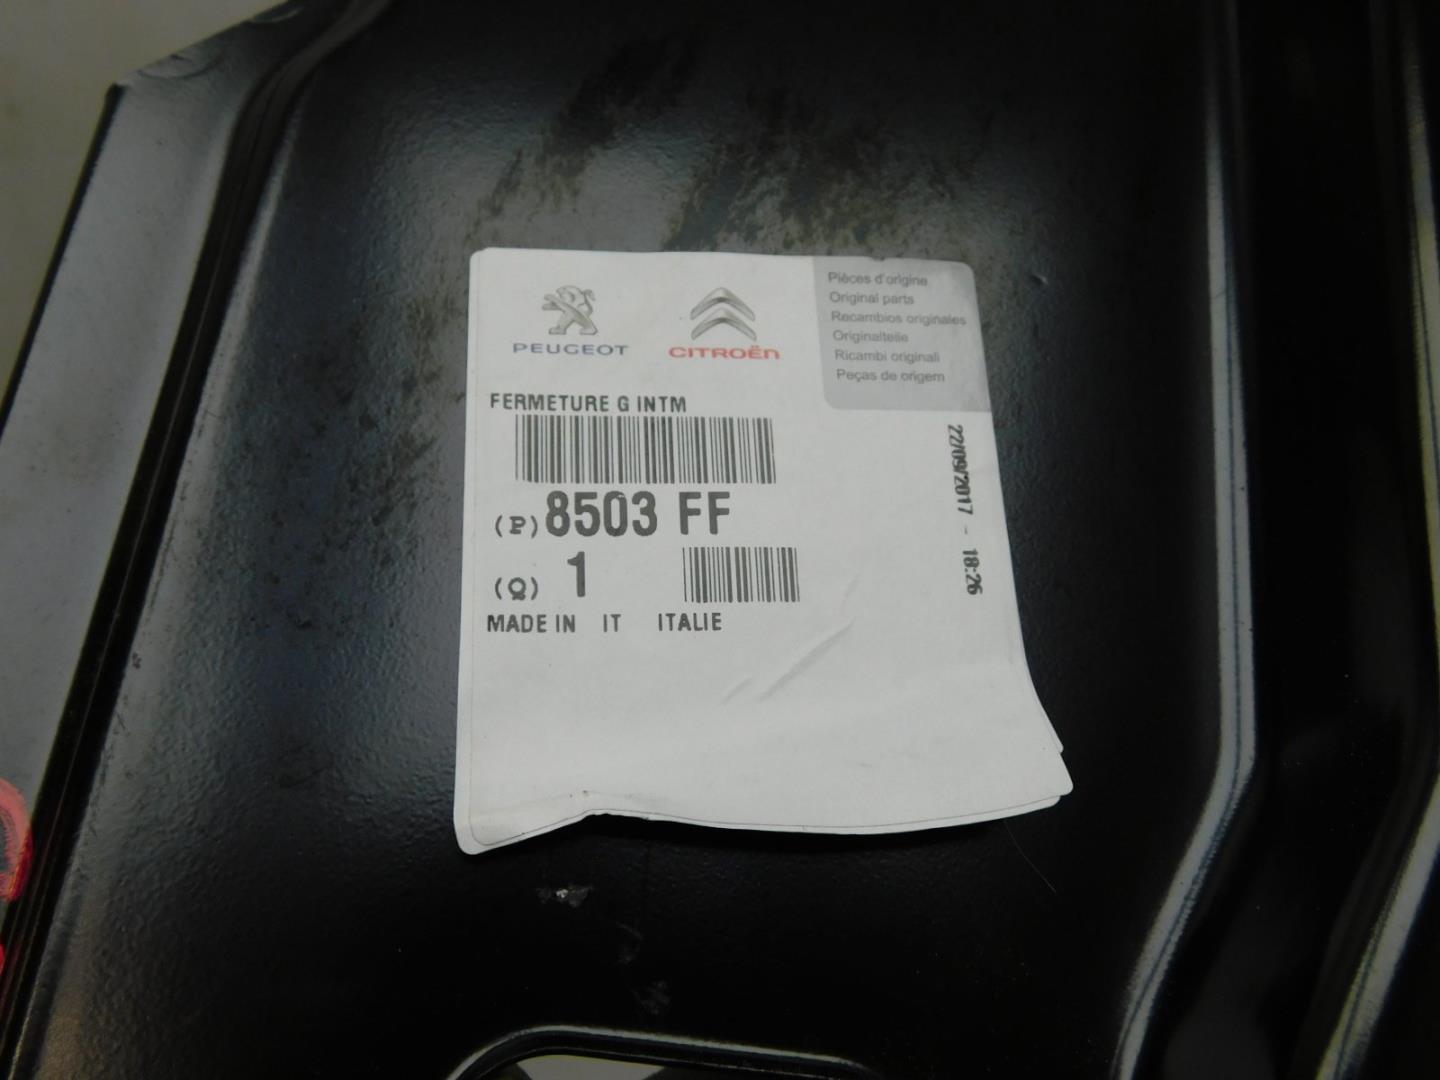 PEUGEOT
CITROËN
Pièces d'origine
Original parts
Recambios originales
Originalteile
Ricambi originali
Peças de origem
FERMETURE G INTM
(P) 8503 FF
(Q) 1
MADE IN IT ITALIE
22/09/2017 - 18:26